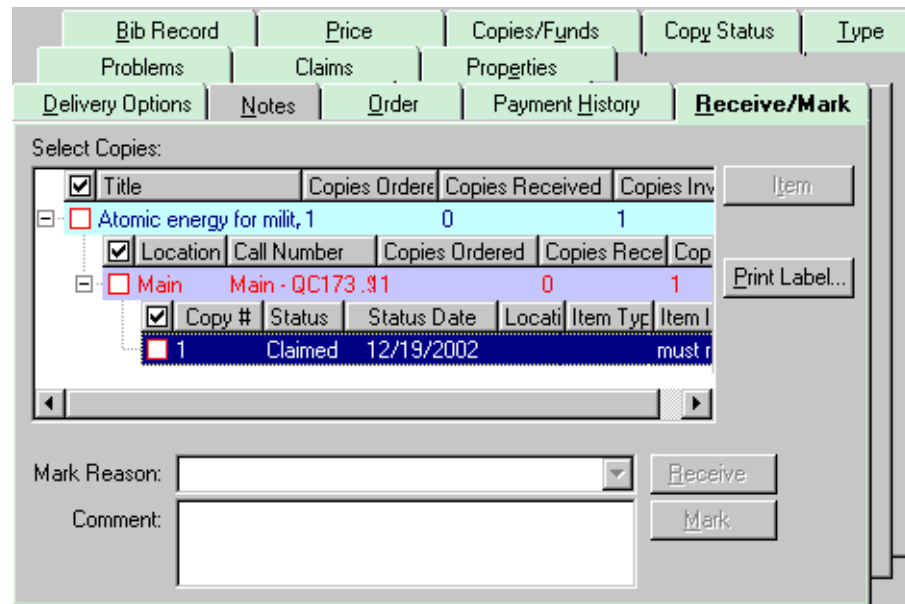 Bib Record Price Copies/Funds Copy Status Type
Problems Claims Properties
Delivery Options Notes Order Payment History Receive/Mark
Select Copies:
Title Copies Ordere Copies Received Copies Inv Item
Atomic energy for milit, 1 0 1
Location Call Number Copies Ordered Copies Rece Cop
Main Main - QC173 .91 0 1 Print Label...
Copy # Status Status Date Locati Item Typ Item I
1 Claimed 12/19/2002 must r
Mark Reason: Receive
Comment: Mark